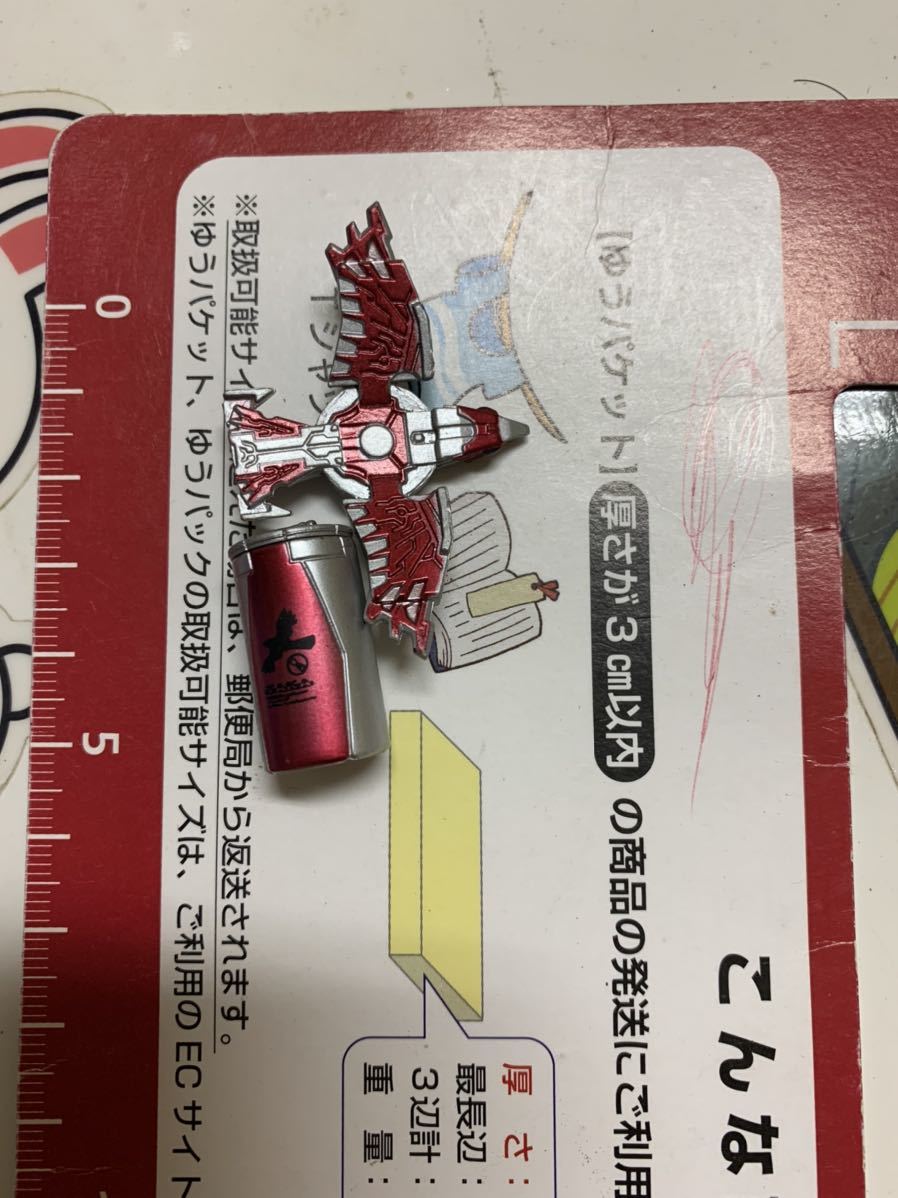 こんな
【ゆうパケット】厚さが3cm以内の商品の発送にご利用
Tシャツ
厚さ：
最長辺：
3辺計：
重量：
※取扱可能サイ
は、郵便局から返送されます。
※ゆうパケット、ゆうパックの取扱可能サイズは、ご利用のECサイト
0
5